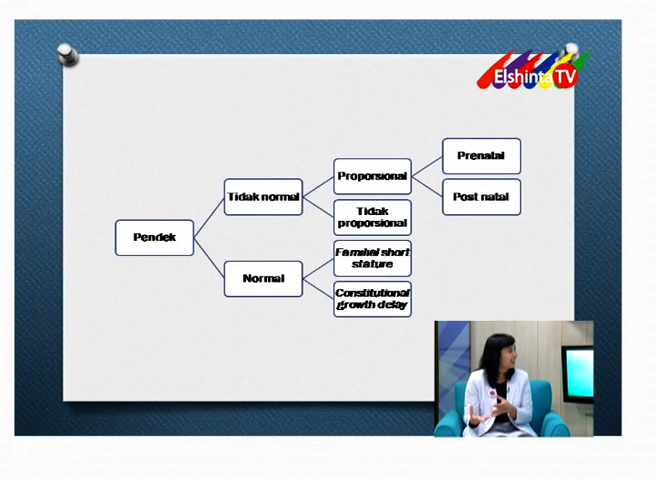 Elshinta TV
Prenatal
Proporsional
Tidak normal
Post natal
Tidak
proporsional
Pendek
Familial short
stature
Normal
Constitutional
growth delay